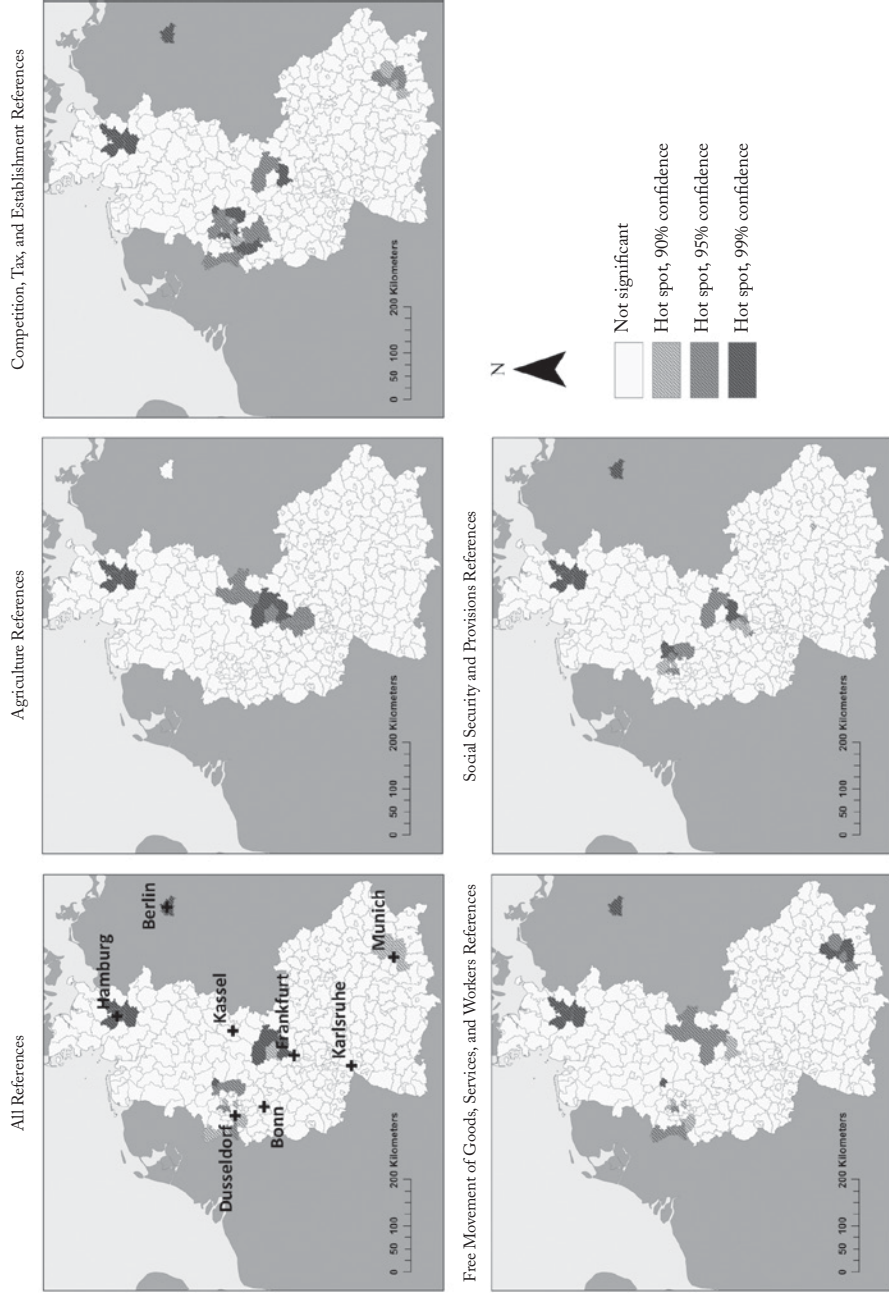 All References
Hamburg
Berlin
Kassel
Dusseldorf
Bonn
Frankfurt
Karlsruhe
Munich
0 50 100 200 Kilometers
Agriculture References
0 50 100 200 Kilometers
Competition, Tax, and Establishment References
0 50 100 200 Kilometers
Free Movement of Goods, Services, and Workers References
0 50 100 200 Kilometers
Social Security and Provisions References
0 50 100 200 Kilometers
N
Not significant
Hot spot, 90% confidence
Hot spot, 95% confidence
Hot spot, 99% confidence